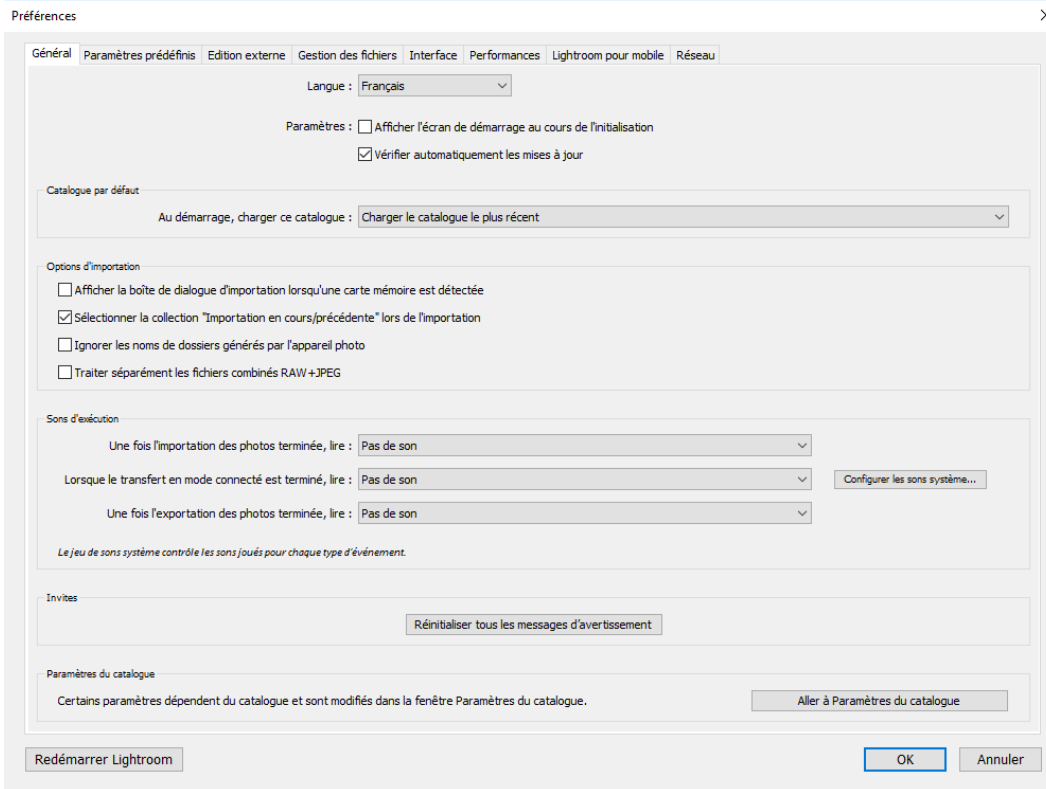 Préférences
Général Paramètres prédéfinis Edition externe Gestion des fichiers Interface Performances Lightroom pour mobile Réseau
Langue : Français
Paramètres : Afficher l'écran de démarrage au cours de l'initialisation
Vérifier automatiquement les mises à jour
Catalogue par défaut
Au démarrage, charger ce catalogue : Charger le catalogue le plus récent
Options d'importation
Afficher la boîte de dialogue d'importation lorsqu'une carte mémoire est détectée
Sélectionner la collection "Importation en cours/précédente" lors de l'importation
Ignorer les noms de dossiers générés par l'appareil photo
Traiter séparément les fichiers combinés RAW+JPEG
Sons d'exécution
Une fois l'importation des photos terminée, lire : Pas de son
Lorsque le transfert en mode connecté est terminé, lire : Pas de son Configurer les sons système...
Une fois l'exportation des photos terminée, lire : Pas de son
Le jeu de sons système contrôle les sons joués pour chaque type d'événement.
Invites
Réinitialiser tous les messages d'avertissement
Paramètres du catalogue
Certains paramètres dépendent du catalogue et sont modifiés dans la fenêtre Paramètres du catalogue. Aller à Paramètres du catalogue
Redémarrer Lightroom OK Annuler